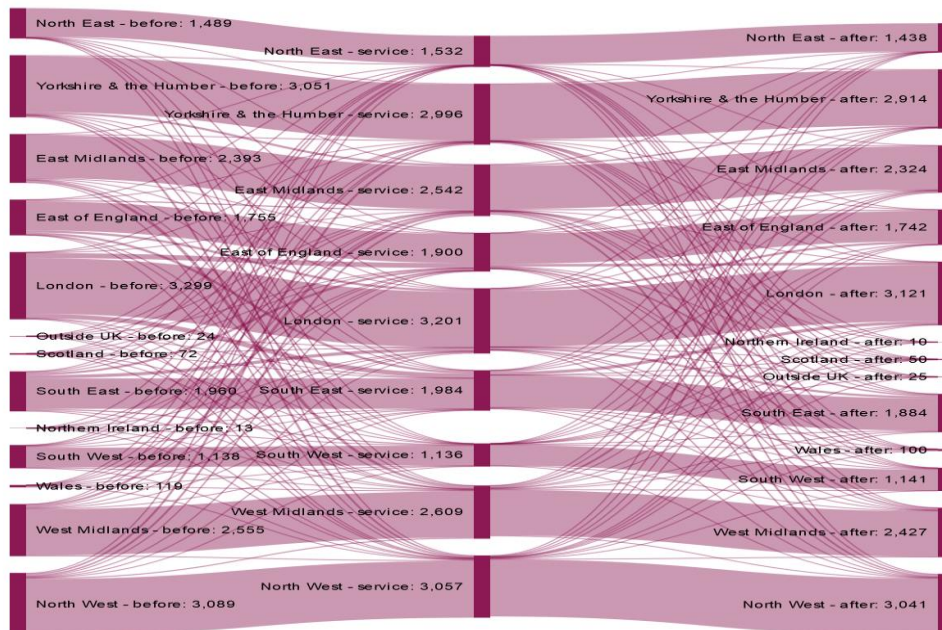 North East - before: 1,489
Yorkshire & the Humber - before: 3,051
East Midlands - before: 2,393
East of England - before: 1,755
London - before: 3,299
Outside UK - before: 24
Scotland - before: 72
South East - before: 1,960
Northern Ireland - before: 13
South West - before: 1,138
Wales - before: 119
West Midlands - before: 2,555
North West - before: 3,089
North East - service: 1,532
Yorkshire & the Humber - service: 2,996
East Midlands - service: 2,542
East of England - service: 1,900
London - service: 3,201
South East - service: 1,984
South West - service: 1,136
West Midlands - service: 2,609
North West - service: 3,057
North East - after: 1,438
Yorkshire & the Humber - after: 2,914
East Midlands - after: 2,324
East of England - after: 1,742
London - after: 3,121
Northern Ireland - after: 10
Scotland - after: 50
Outside UK - after: 25
South East - after: 1,884
Wales - after: 100
South West - after: 1,141
West Midlands - after: 2,427
North West - after: 3,041